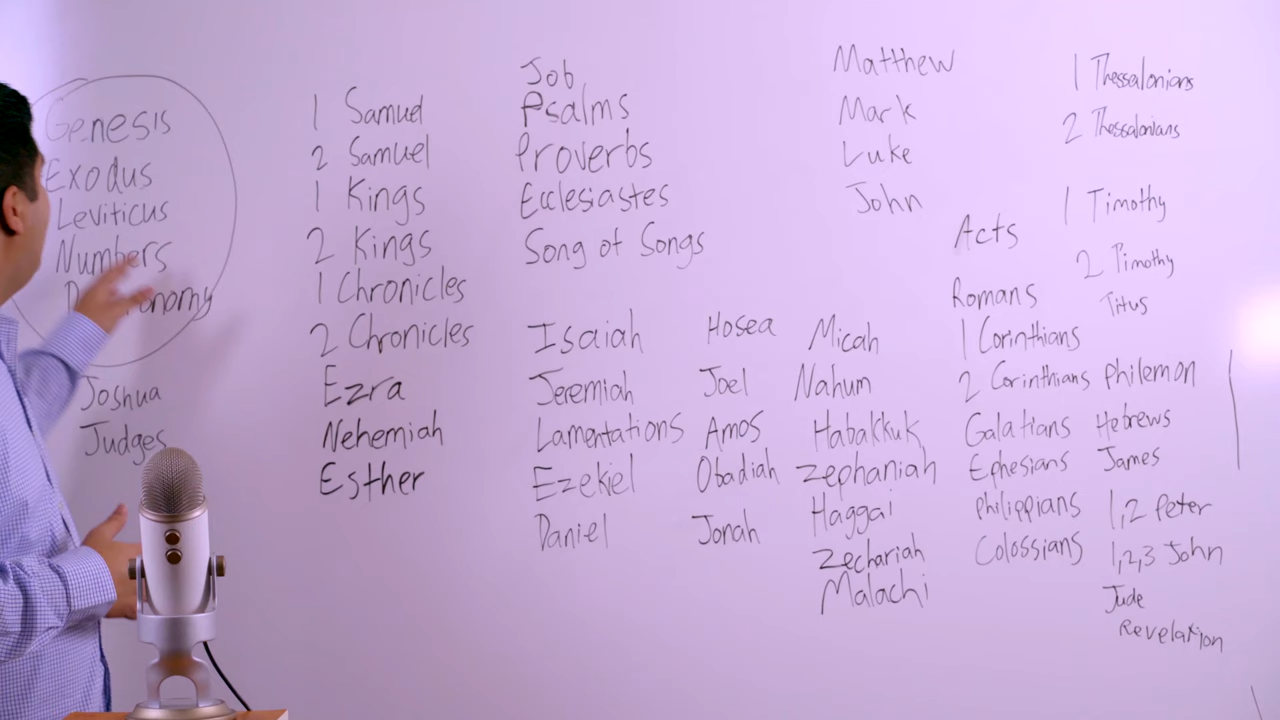 Genesis
Exodus
Leviticus
Numbers
Joshua
Judges
1 Samuel
2 Samuel
1 Kings
2 Kings
1 Chronicles
2 Chronicles
Ezra
Nehemiah
Esther
Job
Psalms
Proverbs
Ecclesiastes
Song of Songs
Isaiah
Jeremiah
Lamentations
Ezekiel
Daniel
Hosea
Joel
Amos
Obadiah
Jonah
Micah
Nahum
Habakkuk
Zephaniah
Haggai
Zechariah
Malachi
Matthew
Mark
Luke
John
Acts
Romans
1 Corinthians
2 Corinthians
Galatians
Ephesians
Philippians
Colossians
1 Thessalonians
2 Thessalonians
1 Timothy
2 Timothy
Titus
Philemon
Hebrews
James
1,2 Peter
1,2,3 John
Jude
Revelation